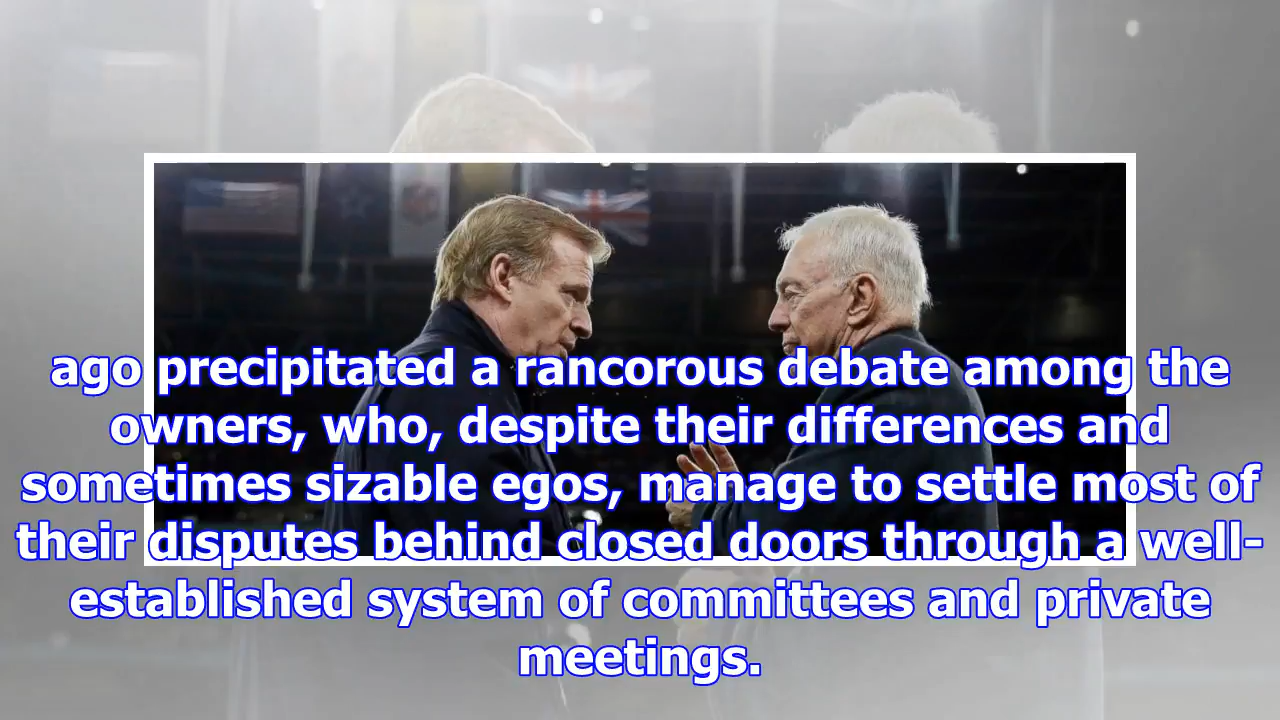 ago precipitated a rancorous debate among the
owners, who, despite their differences and
sometimes sizable egos, manage to settle most of
their disputes behind closed doors through a well-
established system of committees and private
meetings.